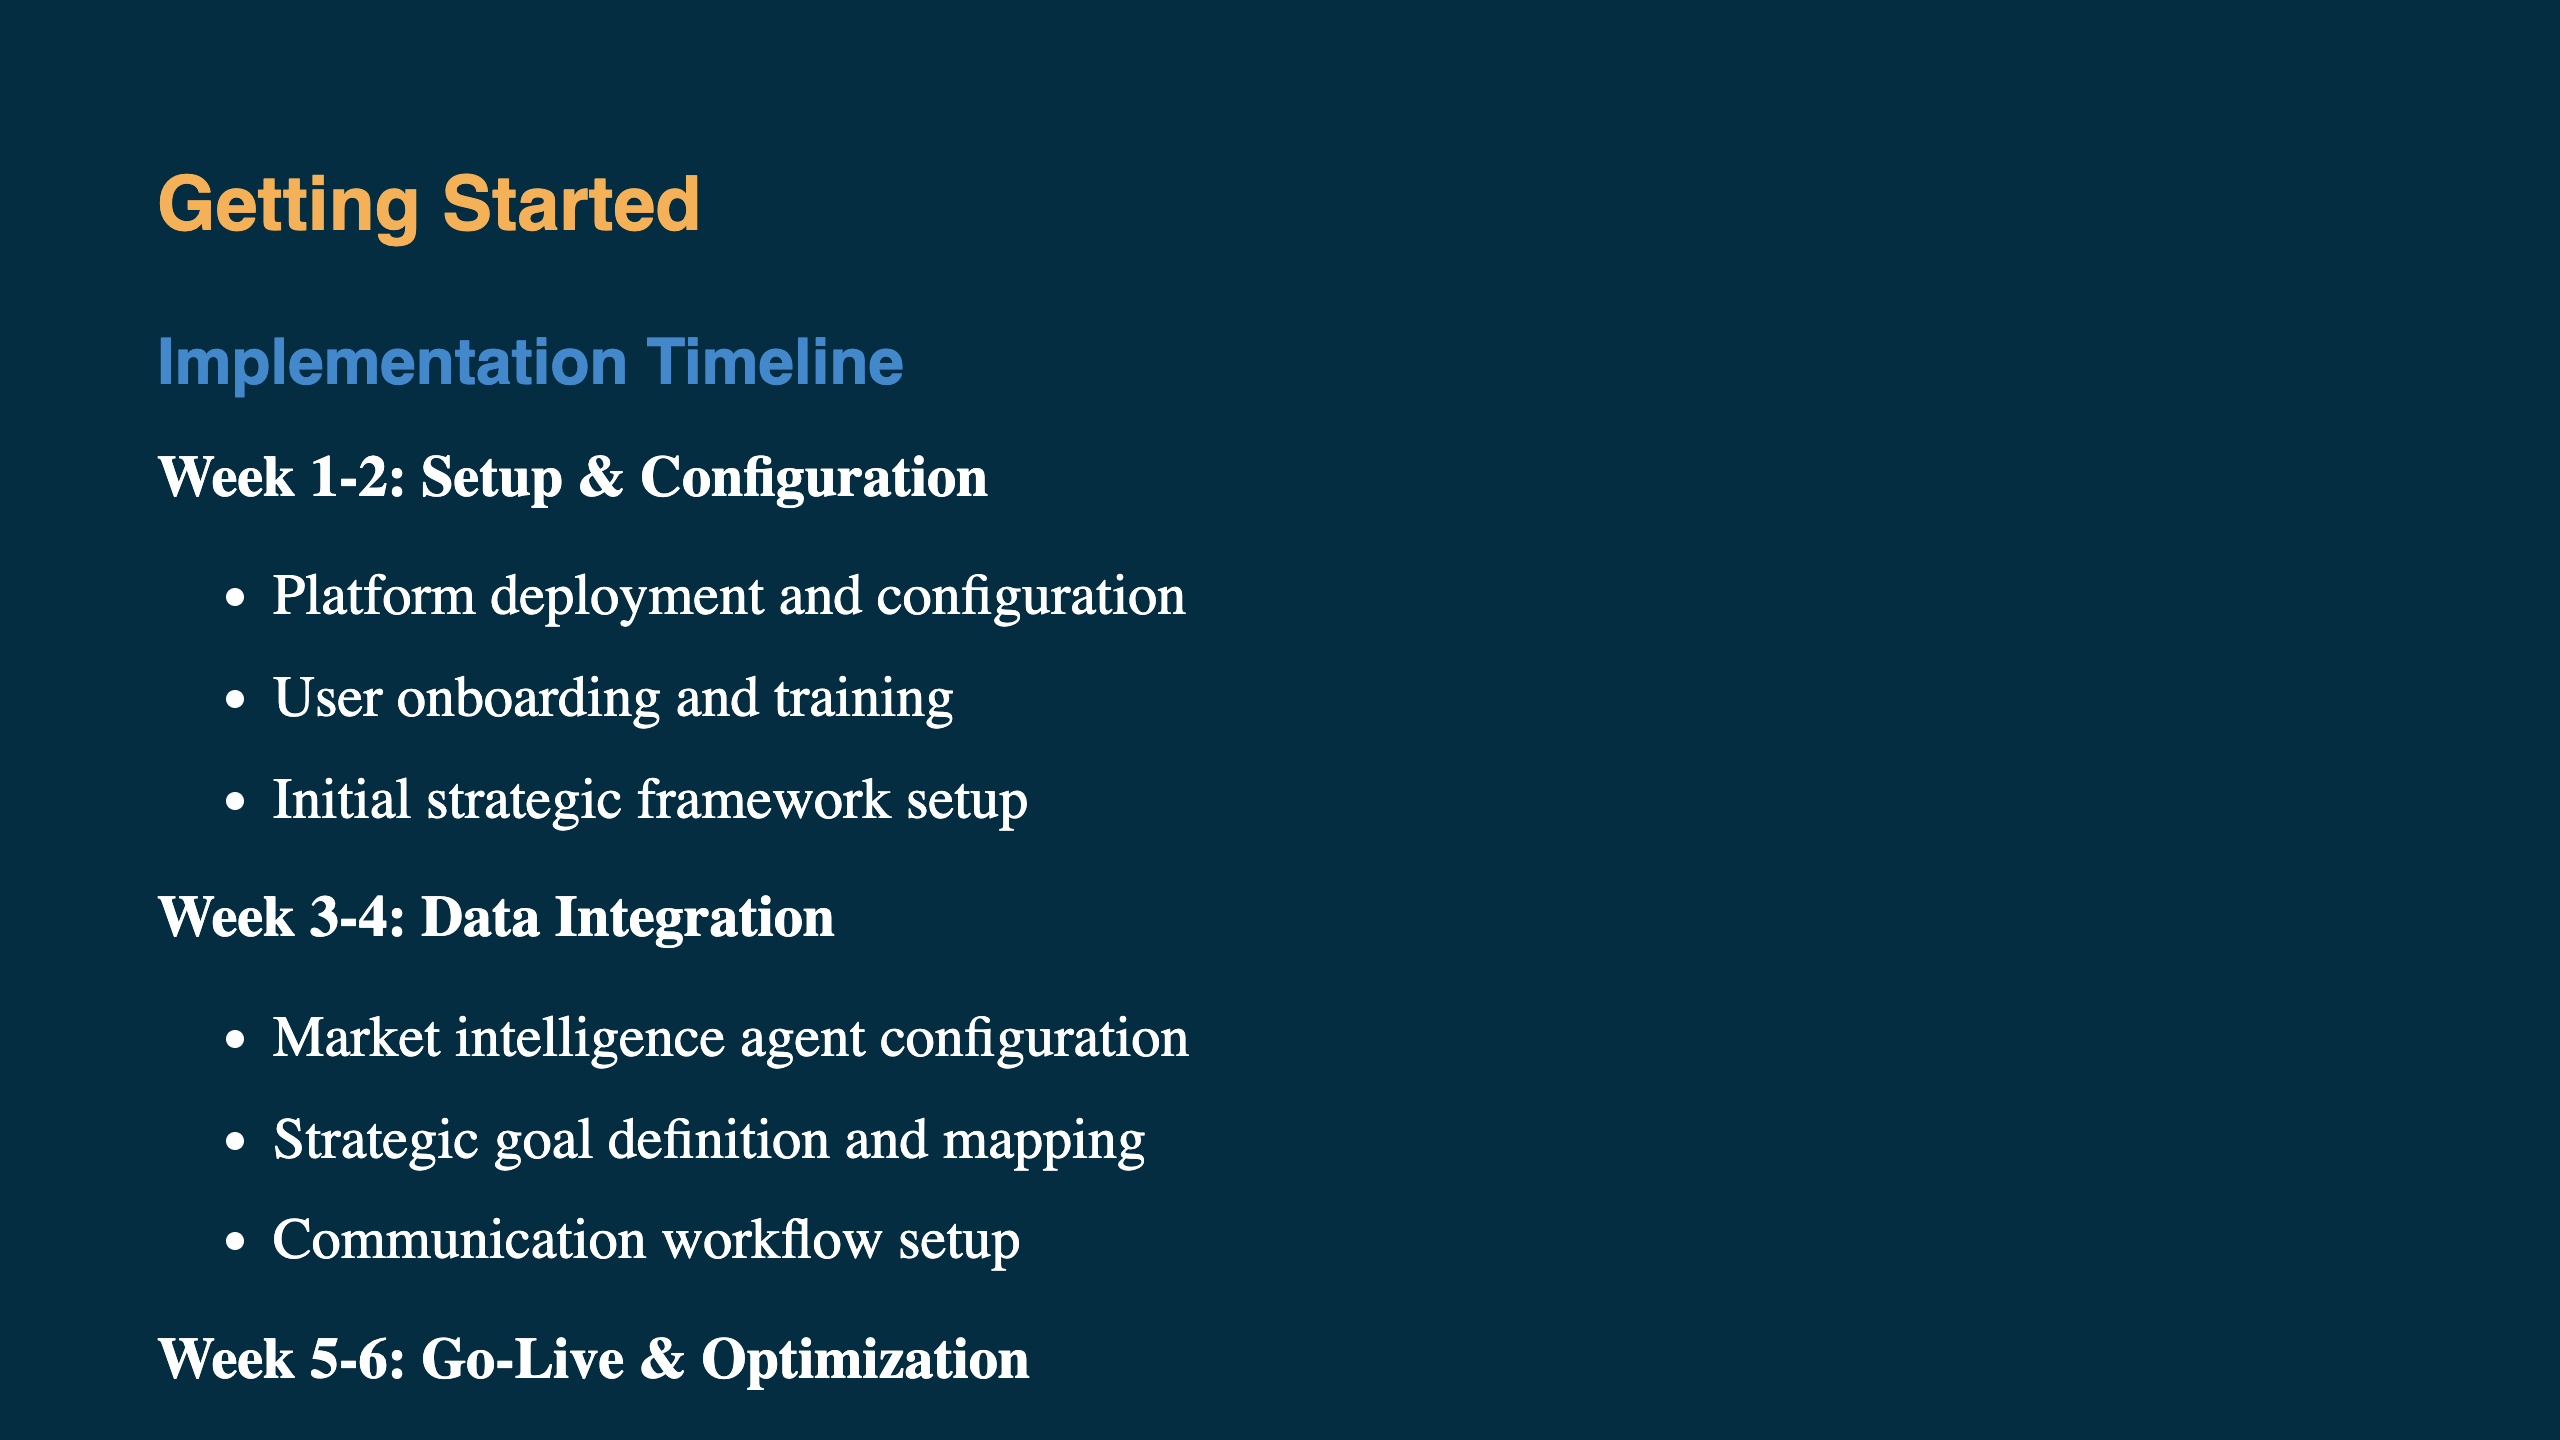 Getting Started
Implementation Timeline
Week 1-2: Setup & Configuration
• Platform deployment and configuration
• User onboarding and training
• Initial strategic framework setup
Week 3-4: Data Integration
• Market intelligence agent configuration
• Strategic goal definition and mapping
• Communication workflow setup
Week 5-6: Go-Live & Optimization